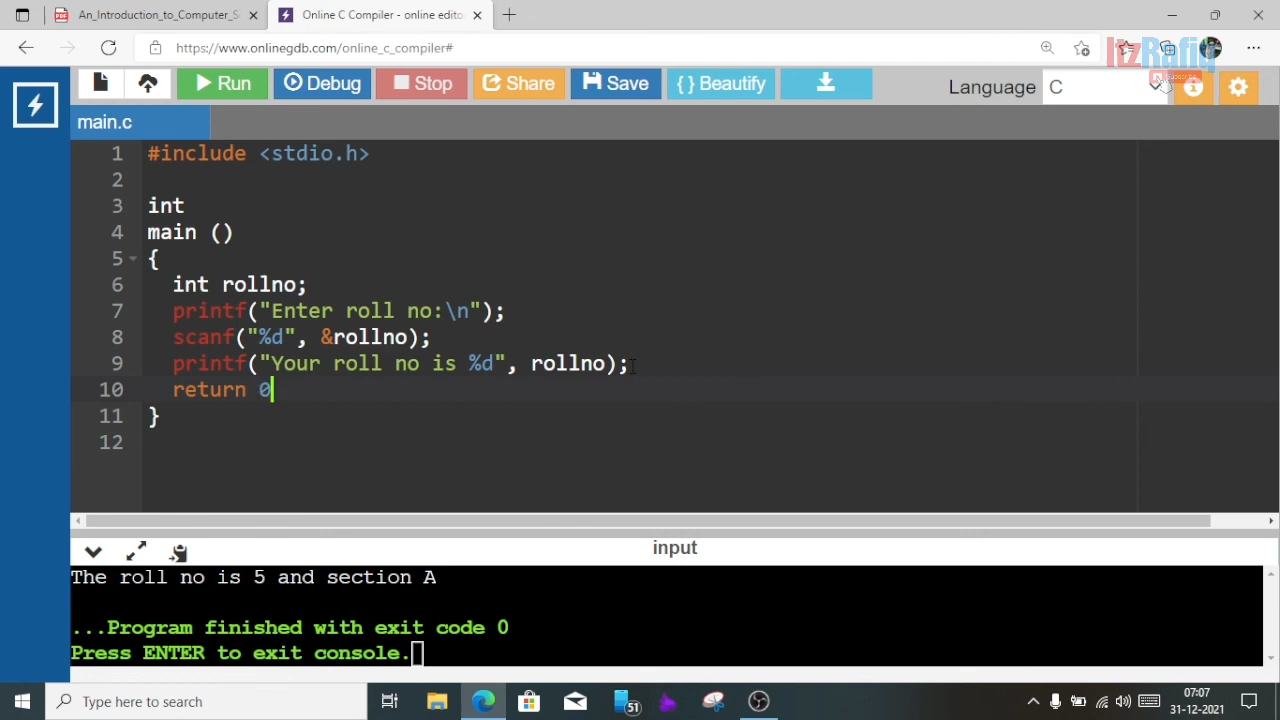 An_Introduction_to_Computer_S
Online C Compiler - online edito
https://www.onlinegdb.com/online_c_compiler#
ItzRafiq
Subscribe
Run
Debug
Stop
Share
Save
{ } Beautify
Language C
main.c
1 #include <stdio.h>
2
3 int
4 main ()
5 {
6 int rollno;
7 printf("Enter roll no:\n");
8 scanf("%d", &rollno);
9 printf("Your roll no is %d", rollno);
10 return 0
11 }
12
input
The roll no is 5 and section A
...Program finished with exit code 0
Press ENTER to exit console.
Type here to search
51
07:07
31-12-2021